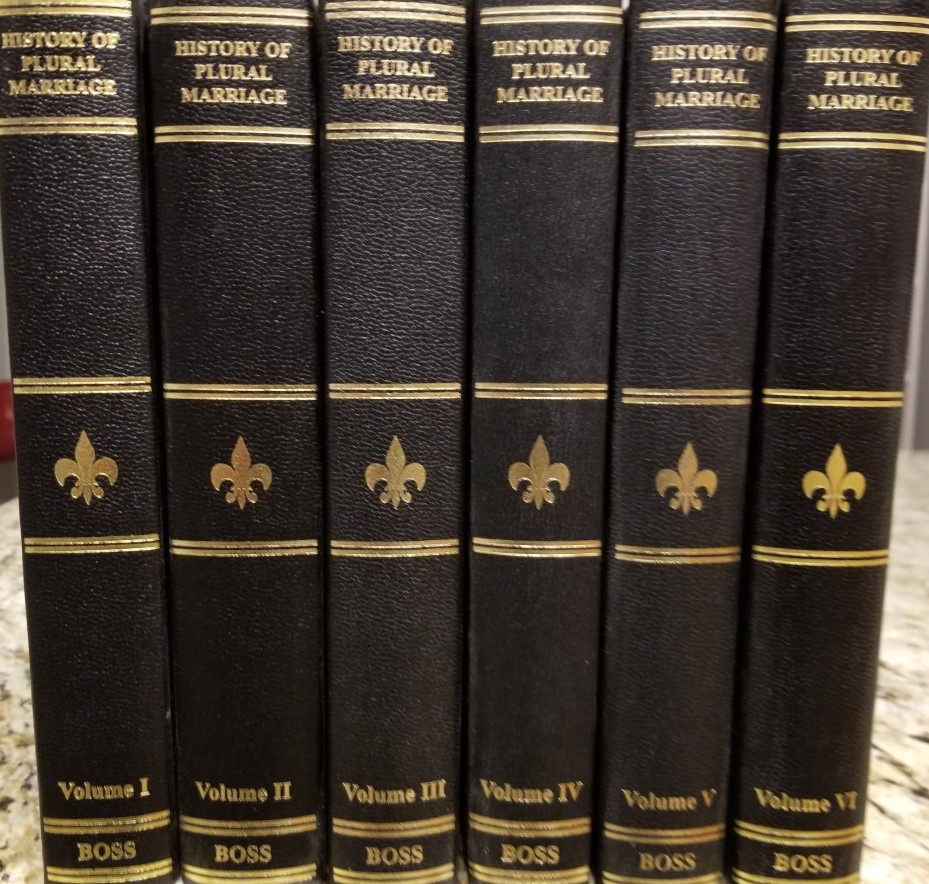 HISTORY OF
PLURAL
MARRIAGE
Volume I
BOSS
HISTORY OF
PLURAL
MARRIAGE
Volume II
BOSS
HISTORY OF
PLURAL
MARRIAGE
Volume III
BOSS
HISTORY OF
PLURAL
MARRIAGE
Volume IV
BOSS
HISTORY OF
PLURAL
MARRIAGE
Volume V
BOSS
HISTORY OF
PLURAL
MARRIAGE
Volume VI
BOSS